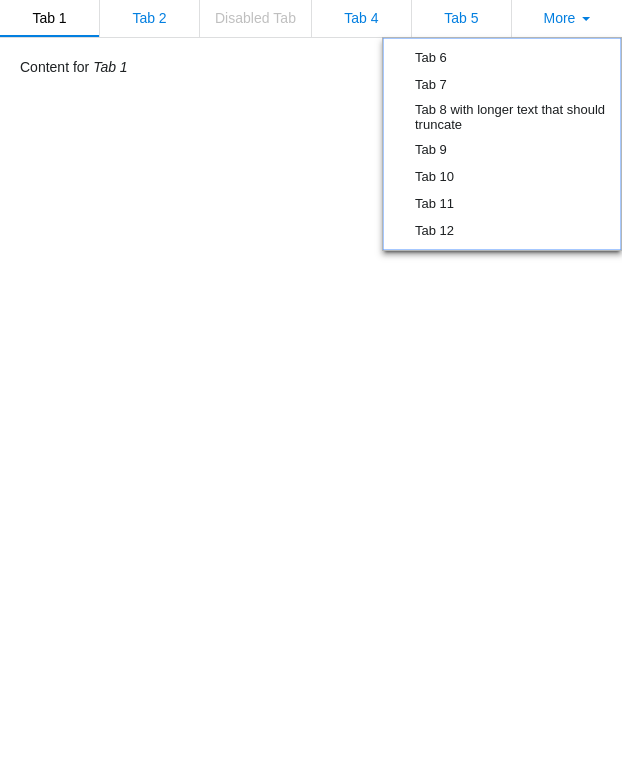 Tab 1 Tab 2 Disabled Tab Tab 4 Tab 5 More
Content for Tab 1
Tab 6
Tab 7
Tab 8 with longer text that should
truncate
Tab 9
Tab 10
Tab 11
Tab 12